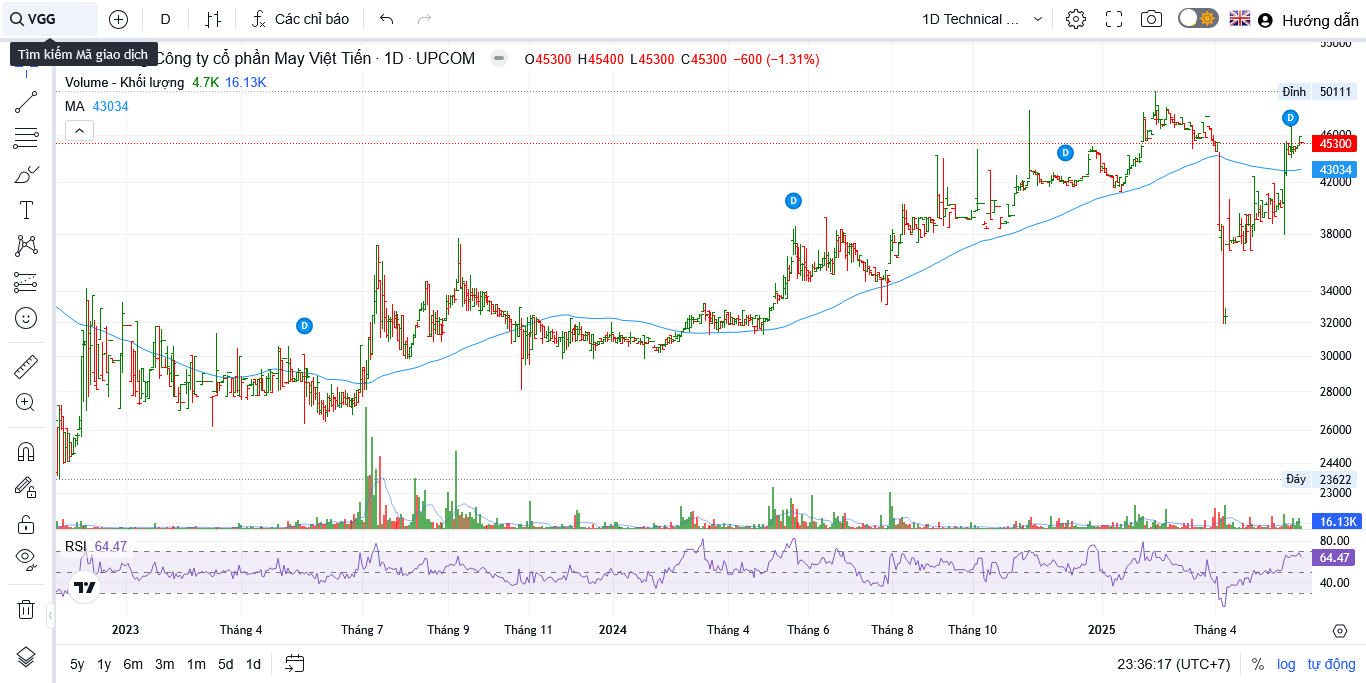 VGG
D
Các chỉ báo
1D Technical ...
Hướng dẫn
Tìm kiếm Mã giao dịch
Công ty cổ phần May Việt Tiến · 1D · UPCOM
O45300 H45400 L45300 C45300 −600 (−1.31%)
Volume - Khối lượng 4.7K 16.13K
MA 43034
55000
Đỉnh 50111
D
46000
45300
D
43034
42000
D
38000
34000
D
32000
30000
28000
26000
24400
Đáy 23622
23000
16.13K
RSI 64.47
80.00
64.47
40.00
2023 Tháng 4 Tháng 7 Tháng 9 Tháng 11 2024 Tháng 4 Tháng 6 Tháng 8 Tháng 10 2025 Tháng 4
5y 1y 6m 3m 1m 5d 1d
23:36:17 (UTC+7) % log tự động